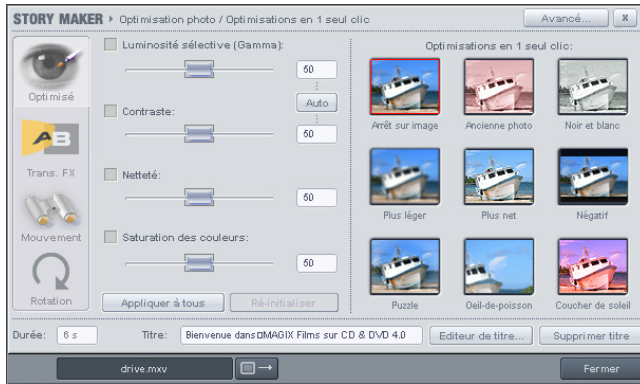 STORY MAKER ▸ Optimisation photo / Optimisations en 1 seul clic
Avancé...
x
Optimisé
AB
Trans. FX
Mouvement
Rotation
Luminosité sélective (Gamma):
50
Auto
Contraste:
50
Netteté:
50
Saturation des couleurs:
50
Appliquer à tous
Ré-initialiser
Optimisations en 1 seul clic:
Arrêt sur image
Ancienne photo
Noir et blanc
Plus léger
Plus net
Négatif
Puzzle
Oeil-de-poisson
Coucher de soleil
Durée:
6 s
Titre:
Bienvenue dans□MAGIX Films sur CD & DVD 4.0
Editeur de titre...
Supprimer titre
drive.mxv
Fermer